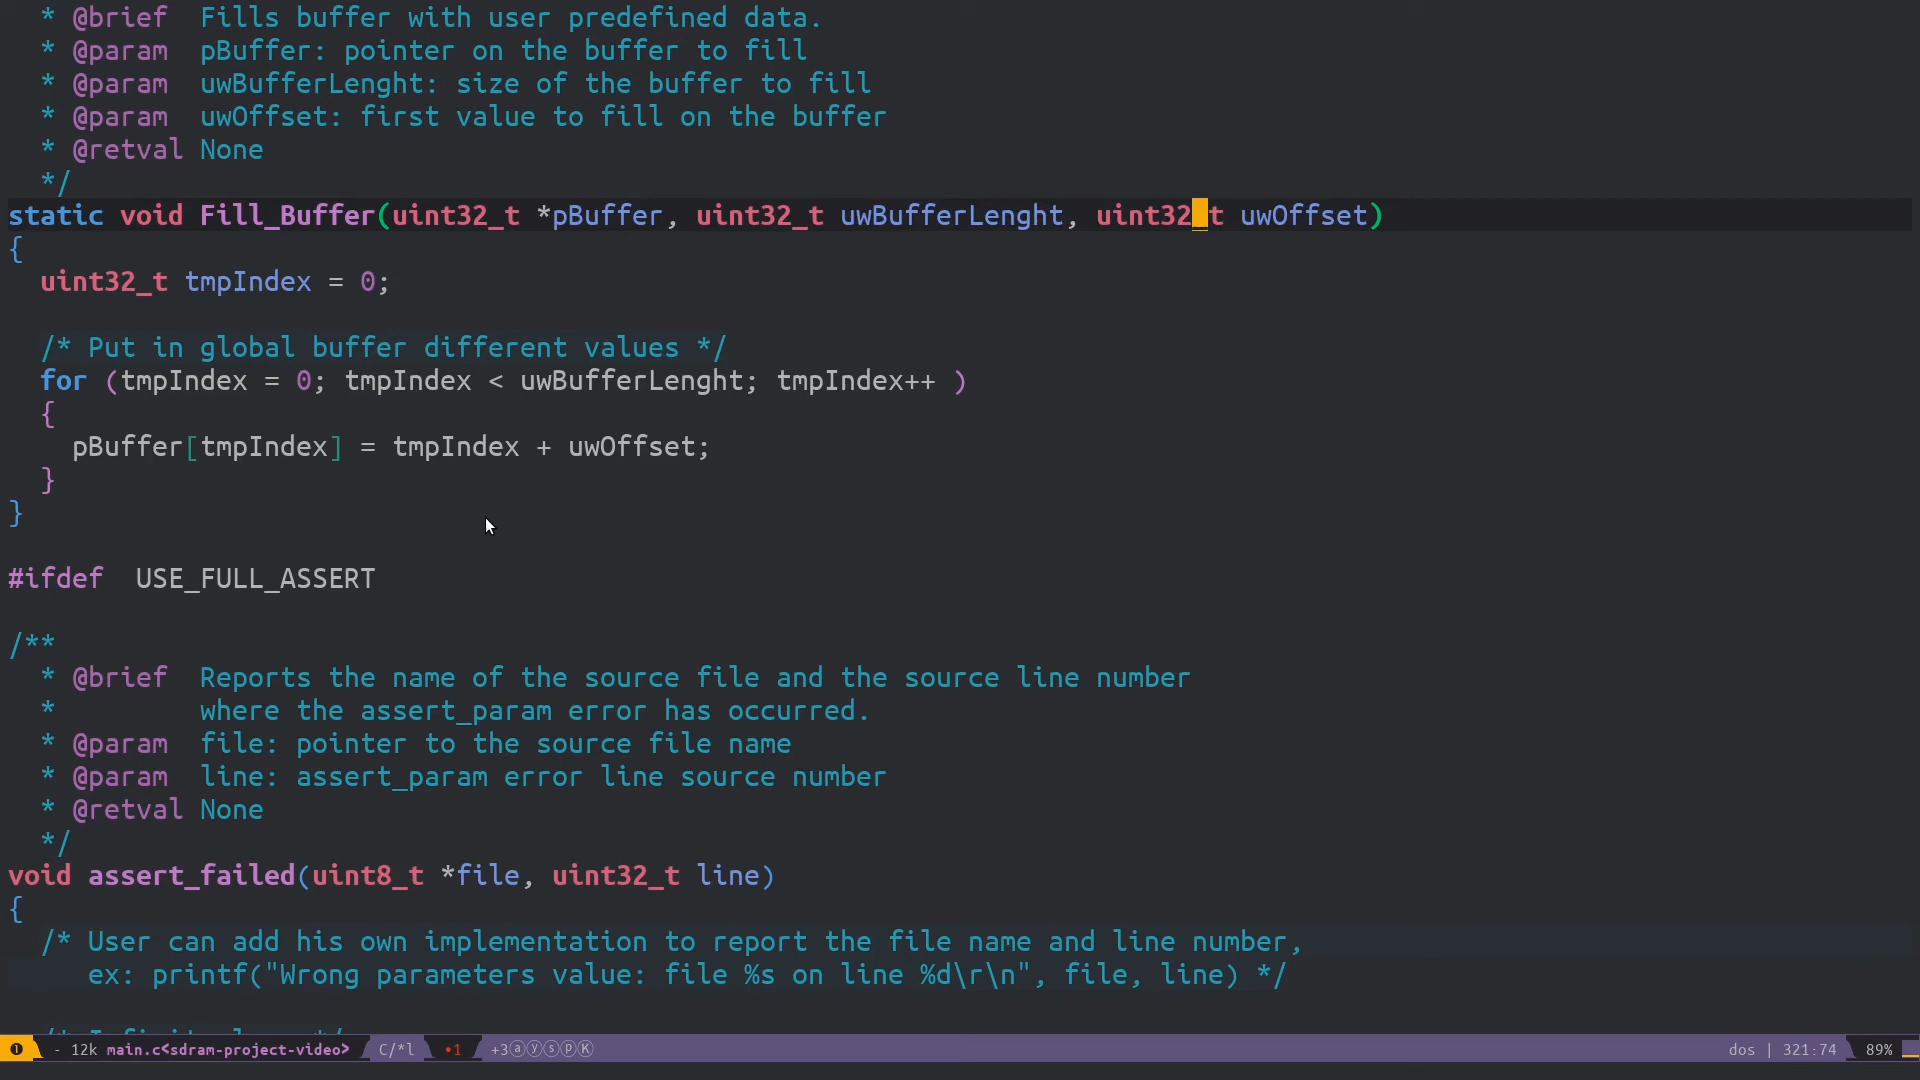 * @brief  Fills buffer with user predefined data.
* @param  pBuffer: pointer on the buffer to fill
* @param  uwBufferLenght: size of the buffer to fill
* @param  uwOffset: first value to fill on the buffer
* @retval None
*/
static void Fill_Buffer(uint32_t *pBuffer, uint32_t uwBufferLenght, uint32_t uwOffset)
{
uint32_t tmpIndex = 0;
/* Put in global buffer different values */
for (tmpIndex = 0; tmpIndex < uwBufferLenght; tmpIndex++ )
{
pBuffer[tmpIndex] = tmpIndex + uwOffset;
}
}
#ifdef  USE_FULL_ASSERT
/**
* @brief  Reports the name of the source file and the source line number
*         where the assert_param error has occurred.
* @param  file: pointer to the source file name
* @param  line: assert_param error line source number
* @retval None
*/
void assert_failed(uint8_t *file, uint32_t line)
{
/* User can add his own implementation to report the file name and line number,
ex: printf("Wrong parameters value: file %s on line %d\r\n", file, line) */
❶ - 12k main.c<sdram-project-video> C/*l •1 +3ⓐⓨⓢⓟⓀ dos | 321:74 89%